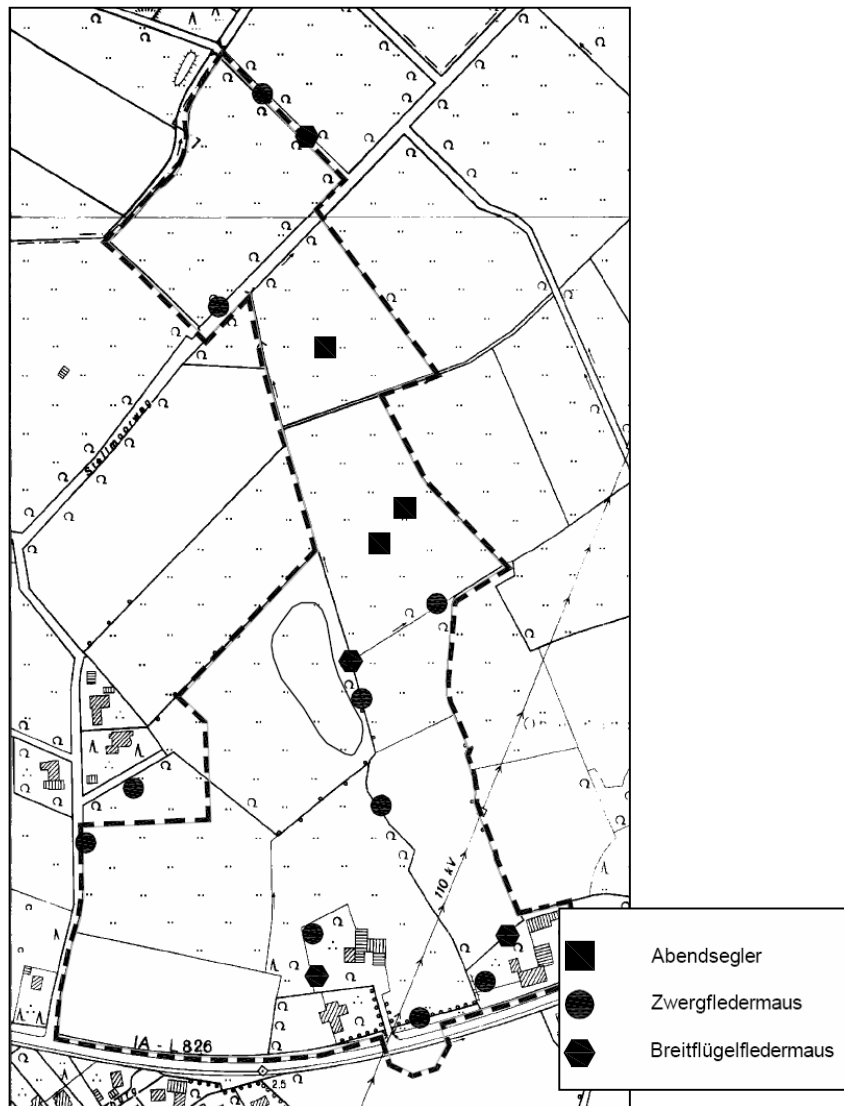 Stellmoorweg
110 kV
IA - L 826
2.5
Abendsegler
Zwergfledermaus
Breitflügelfledermaus